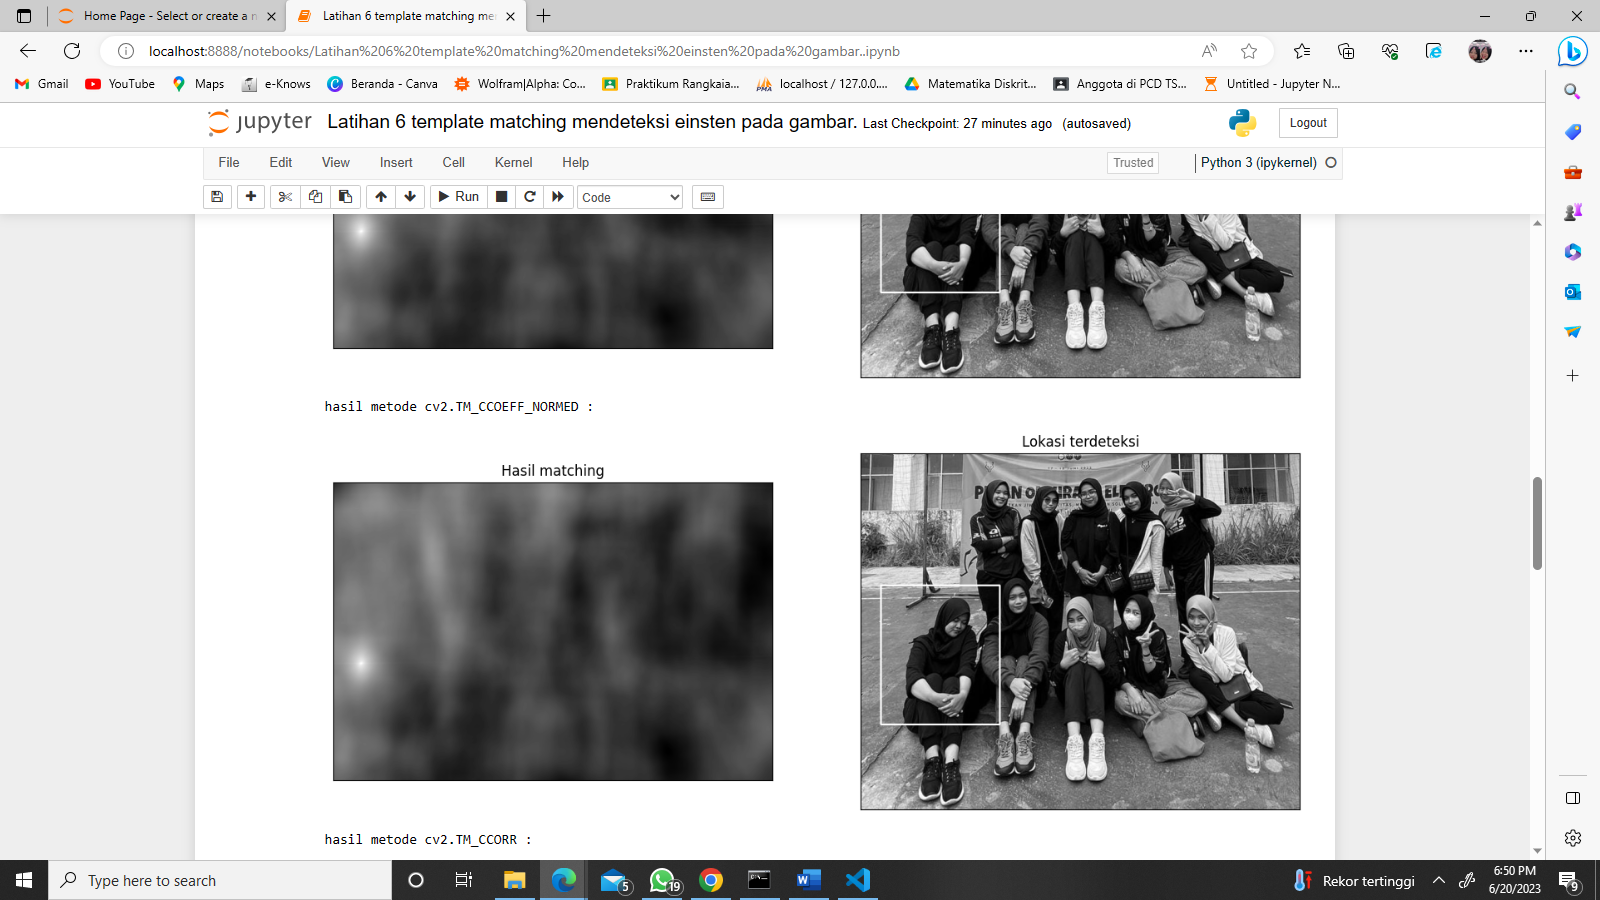 Home Page - Select or create a n
Latihan 6 template matching mer
localhost:8888/notebooks/Latihan%206%20template%20matching%20mendeteksi%20einsten%20pada%20gambar..ipynb
Gmail
YouTube
Maps
e-Knows
Beranda - Canva
Wolfram|Alpha: Co...
Praktikum Rangkaia...
localhost / 127.0.0....
Matematika Diskrit...
Anggota di PCD TS...
Untitled - Jupyter N...
jupyter
Latihan 6 template matching mendeteksi einsten pada gambar. Last Checkpoint: 27 minutes ago (autosaved)
Logout
File Edit View Insert Cell Kernel Help
Trusted
Python 3 (ipykernel)
Run
Code
hasil metode cv2.TM_CCOEFF_NORMED :
Hasil matching
Lokasi terdeteksi
hasil metode cv2.TM_CCORR :
Type here to search
5
19
Rekor tertinggi
6:50 PM
6/20/2023
9